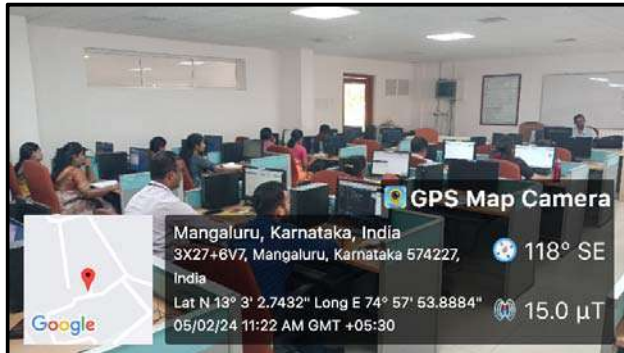 GPS Map Camera
Mangaluru, Karnataka, India
3X27+6V7, Mangaluru, Karnataka 574227,
India
Lat N 13° 3' 2.7432" Long E 74° 57' 53.8884"
05/02/24 11:22 AM GMT +05:30
118° SE
15.0 µT
Google